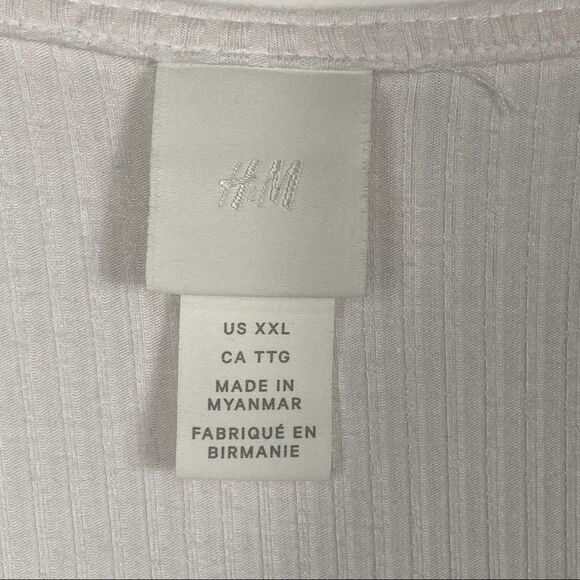 H&M
US XXL
CA TTG
MADE IN
MYANMAR
FABRIQUÉ EN
BIRMANIE